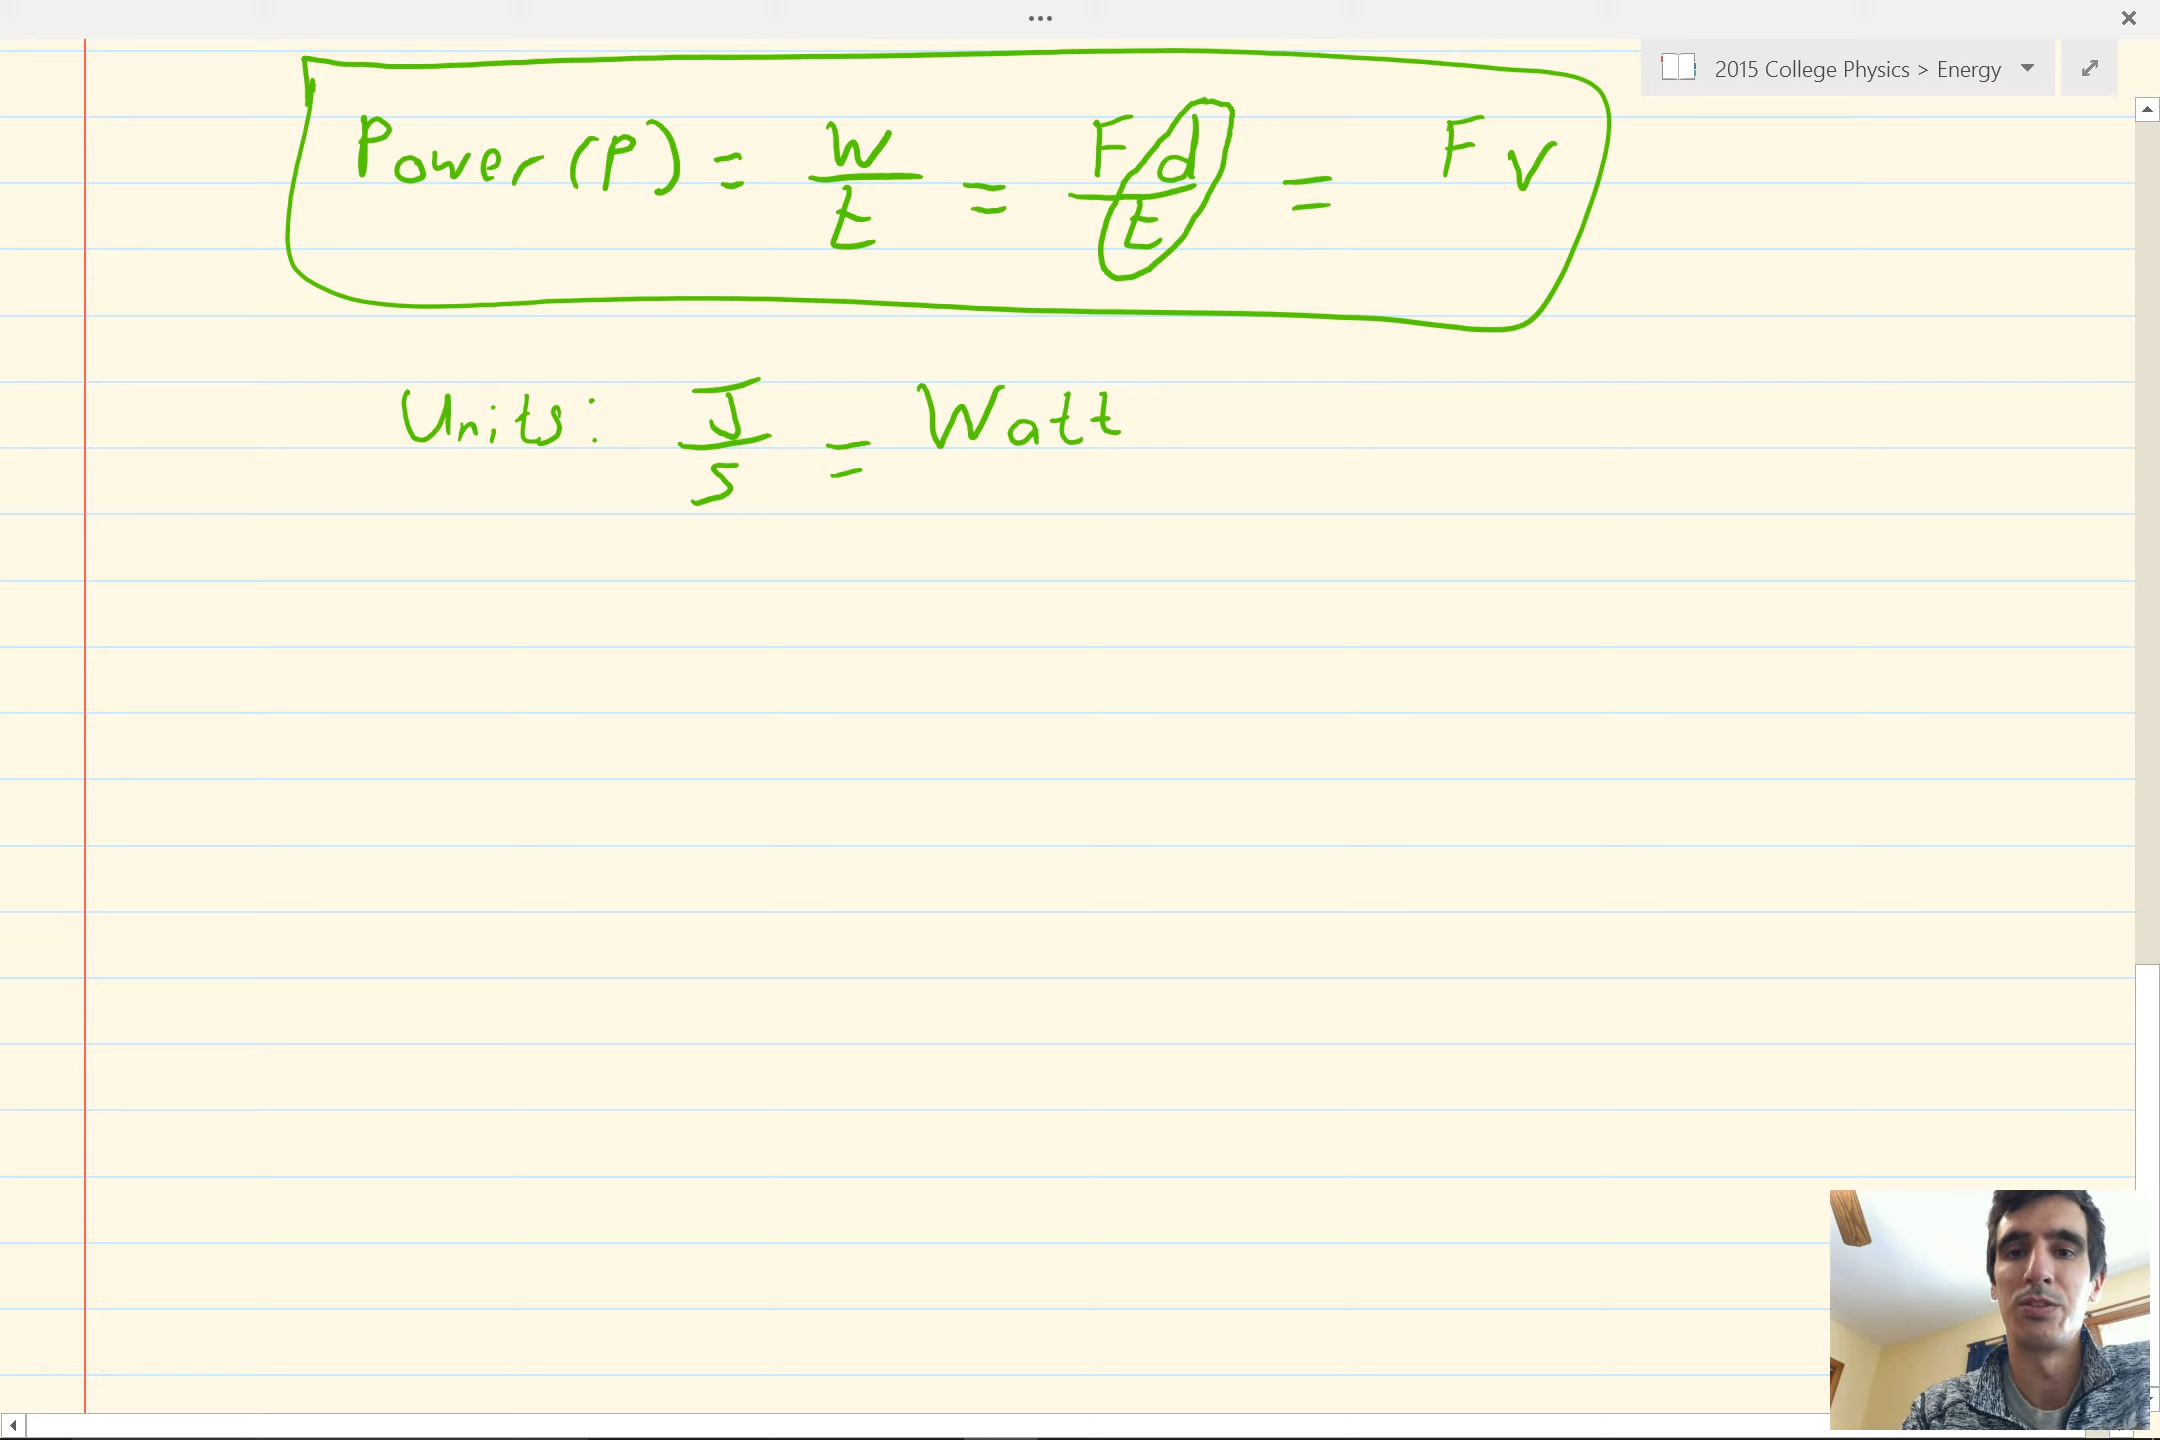 2015 College Physics > Energy
Power (P) = W/t = Fd/t = Fv
Units: J/s = Watt